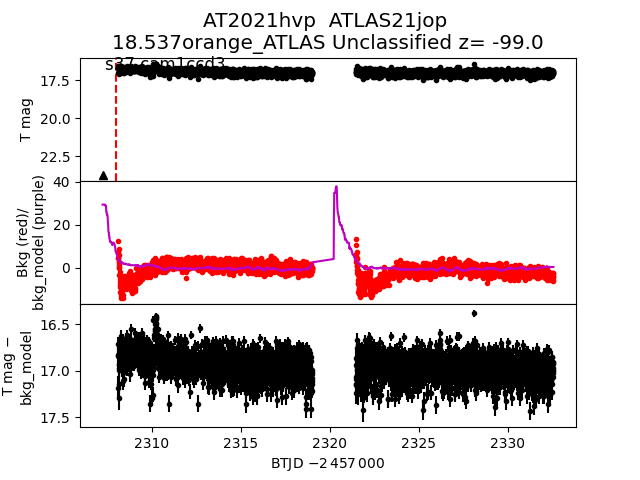 AT2021hvp  ATLAS21jop
18.537orange_ATLAS Unclassified z= -99.0
s37 cam1ccd3
T mag
17.5
20.0
22.5
Bkg (red)/
bkg_model (purple)
40
20
0
T mag −
bkg_model
16.5
17.0
17.5
2310 2315 2320 2325 2330
BTJD −2 457 000